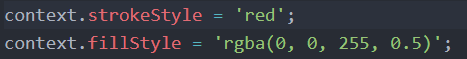 context.strokeStyle = 'red';
context.fillStyle = 'rgba(0, 0, 255, 0.5)';